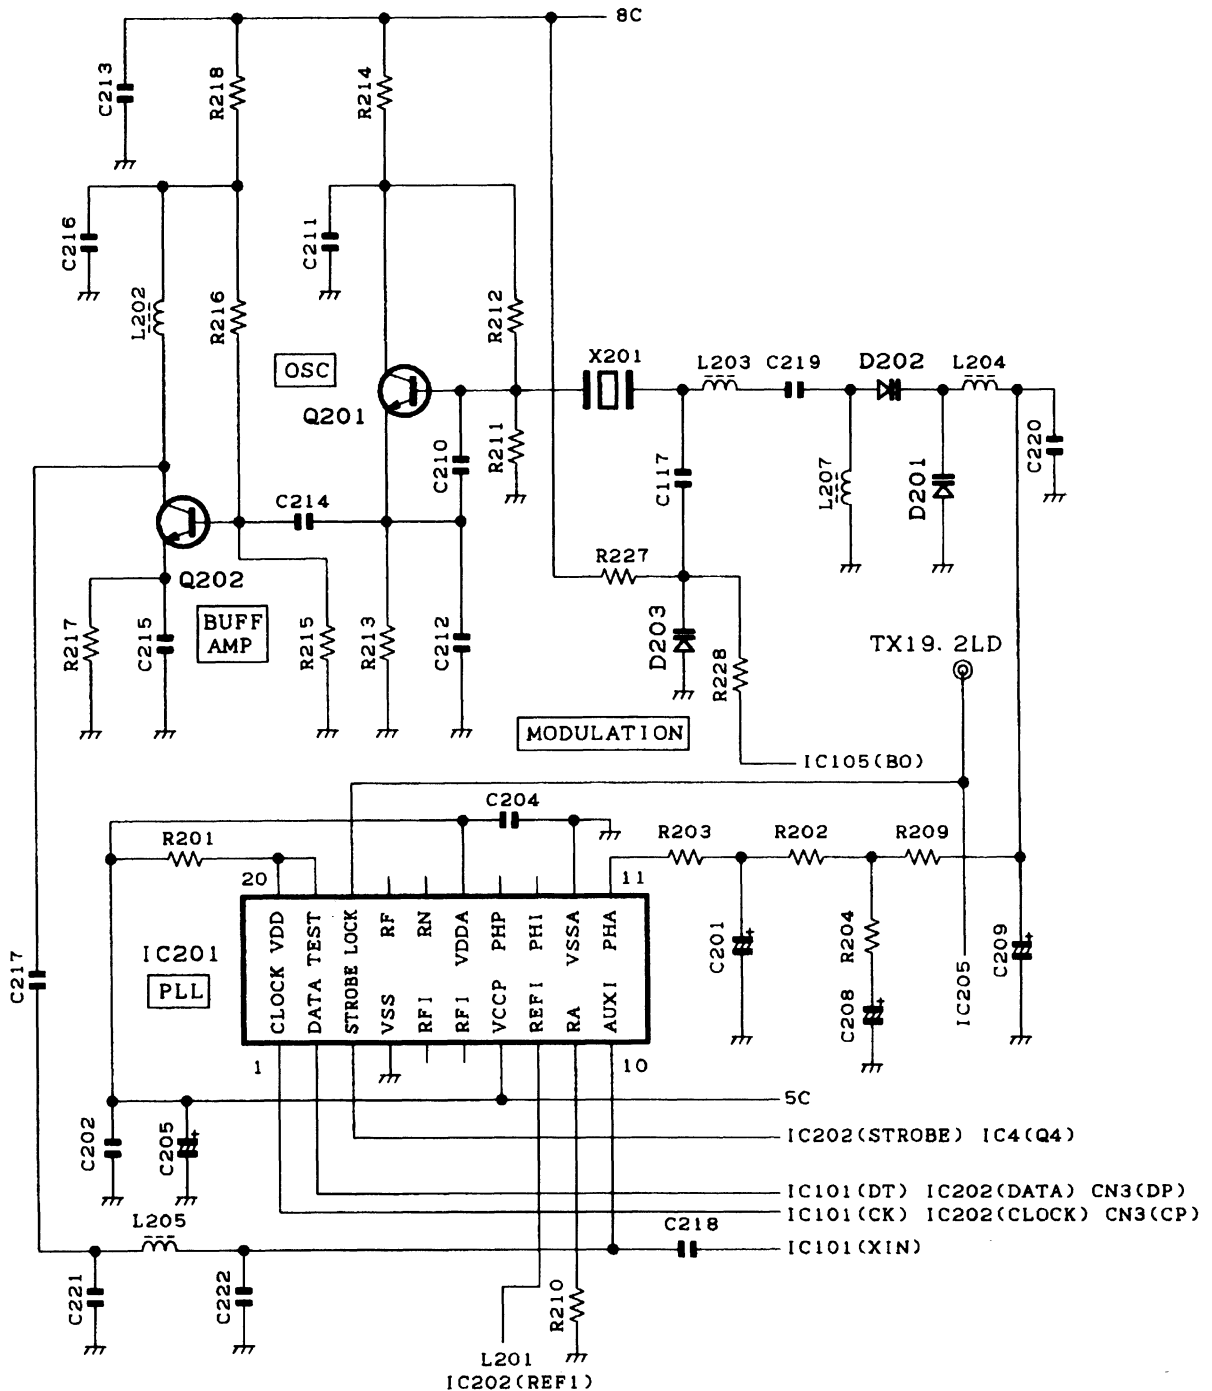 8C
C213
R218
R214
C216
C211
L202
R216
R212
OSC
X201
L203
C219
D202
L204
Q201
C210
R211
C117
L207
D201
C220
C214
Q202
R227
BUFF
AMP
R217
C215
R215
R213
C212
D203
R228
TX19. 2LD
MODULATION
IC105(BO)
C204
R201
R203
R202
R209
20
11
CLOCK VDD
DATA TEST
STROBE LOCK
VSS RF
RF1 RN
RF1 VDDA
VCCP PHP
REF1 PHI
RA VSSA
AUX1 PHA
IC201
PLL
C217
C201
R204
C208
IC205
C209
1
10
5C
C202
C205
IC202(STROBE) IC4(Q4)
IC101(DT) IC202(DATA) CN3(DP)
IC101(CK) IC202(CLOCK) CN3(CP)
L205
C218
IC101(XIN)
C221
C222
R210
L201
IC202(REF1)